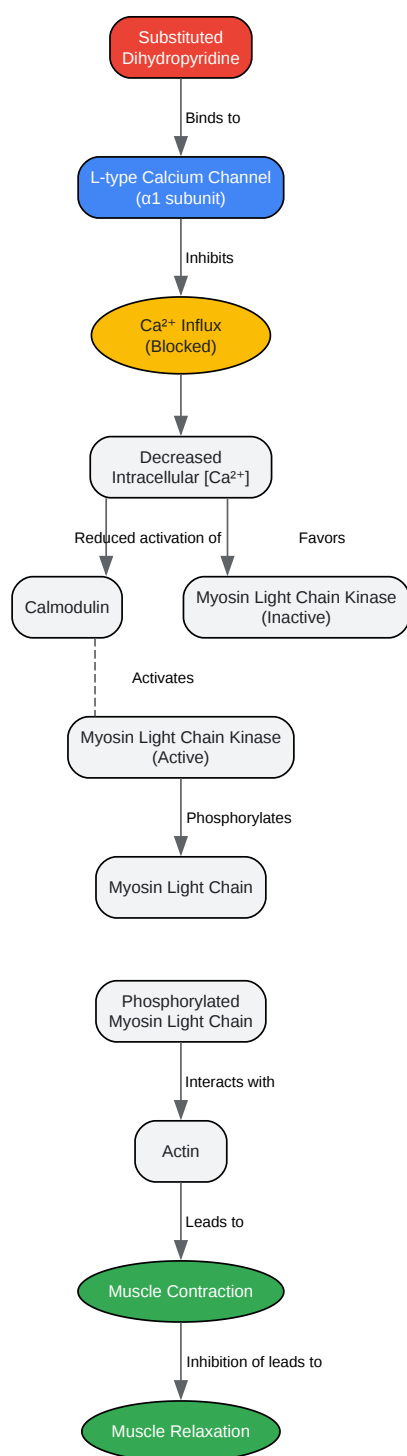 Substituted
Dihydropyridine
Binds to
L-type Calcium Channel
(α1 subunit)
Inhibits
Ca²⁺ Influx
(Blocked)
Decreased
Intracellular [Ca²⁺]
Reduced activation of
Favors
Calmodulin
Myosin Light Chain Kinase
(Inactive)
Activates
Myosin Light Chain Kinase
(Active)
Phosphorylates
Myosin Light Chain
Phosphorylated
Myosin Light Chain
Interacts with
Actin
Leads to
Muscle Contraction
Inhibition of leads to
Muscle Relaxation